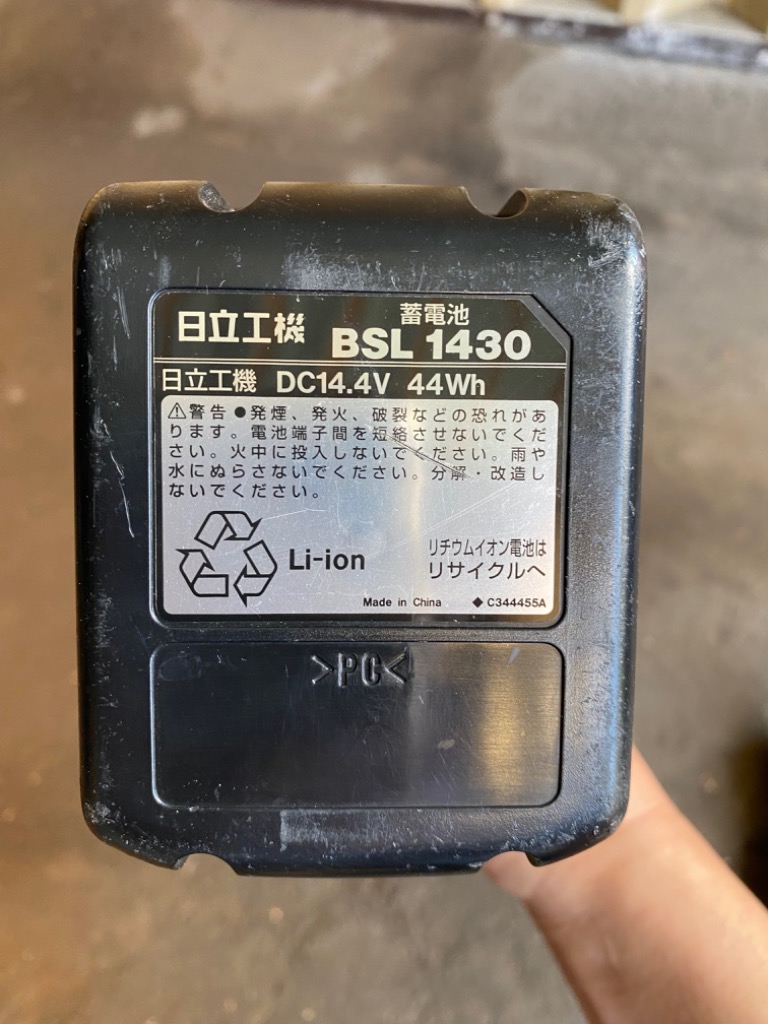 日立工機 蓄電池
BSL 1430
日立工機 DC14.4V 44Wh
⚠警告 ●発煙、発火、破裂などの恐れがあ
ります。電池端子間を短絡させないでくだ
さい。火中に投入しないでください。雨や
水にぬらさないでください。分解・改造し
ないでください。
Li-ion
リチウムイオン電池は
リサイクルへ
Made in China ◆C344455A
>PC<